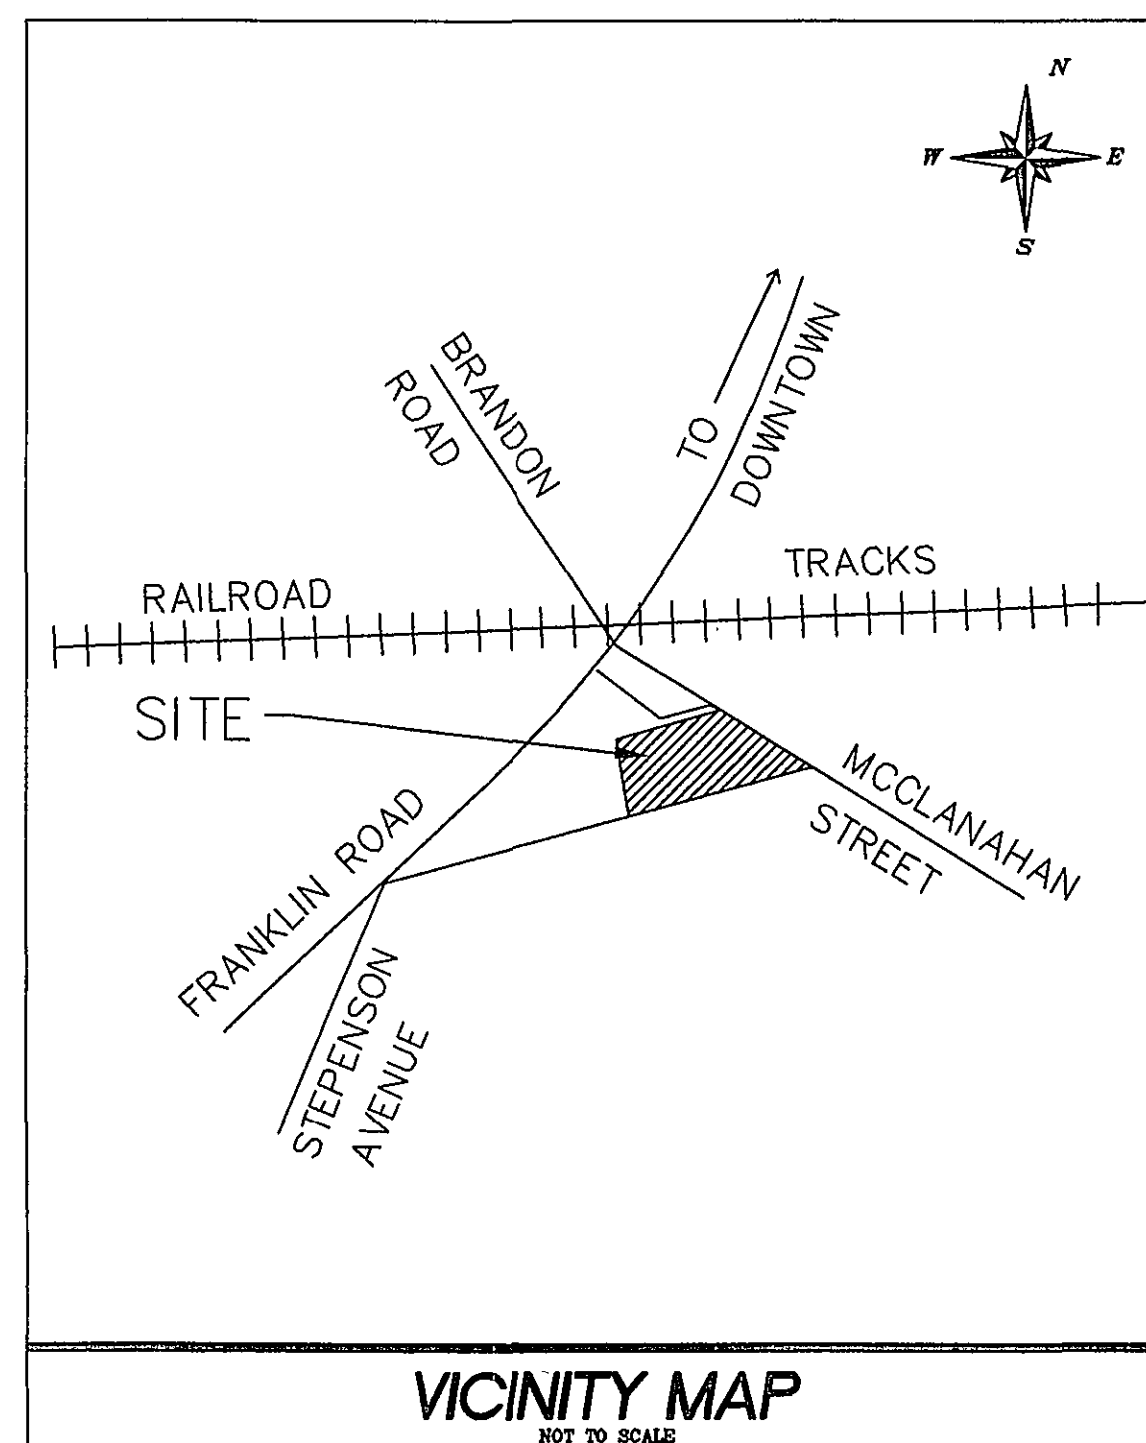 N
W E
S
BRANDON
ROAD
TO
DOWNTOWN
RAILROAD
TRACKS
SITE
MCCLANAHAN
STREET
FRANKLIN ROAD
STEPENSON
AVENUE
VICINITY MAP
NOT TO SCALE